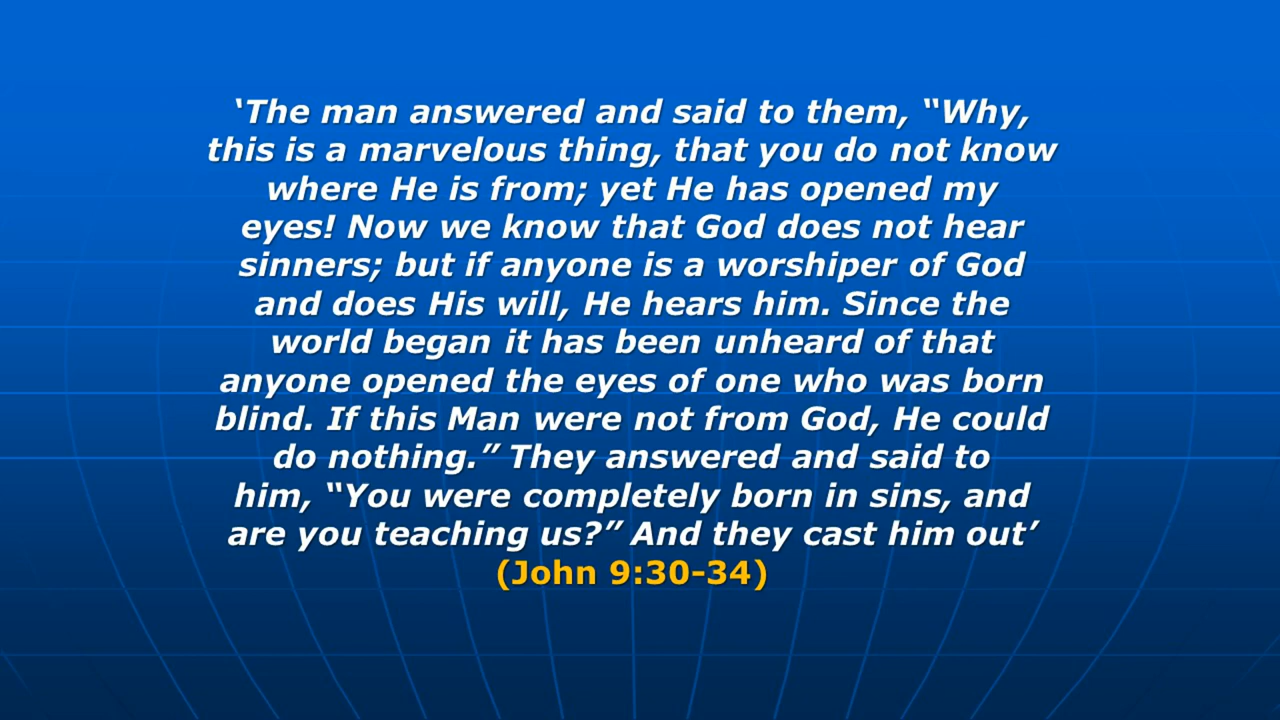 ‘The man answered and said to them, “Why,
this is a marvelous thing, that you do not know
where He is from; yet He has opened my
eyes! Now we know that God does not hear
sinners; but if anyone is a worshiper of God
and does His will, He hears him. Since the
world began it has been unheard of that
anyone opened the eyes of one who was born
blind. If this Man were not from God, He could
do nothing.” They answered and said to
him, “You were completely born in sins, and
are you teaching us?” And they cast him out’
(John 9:30-34)